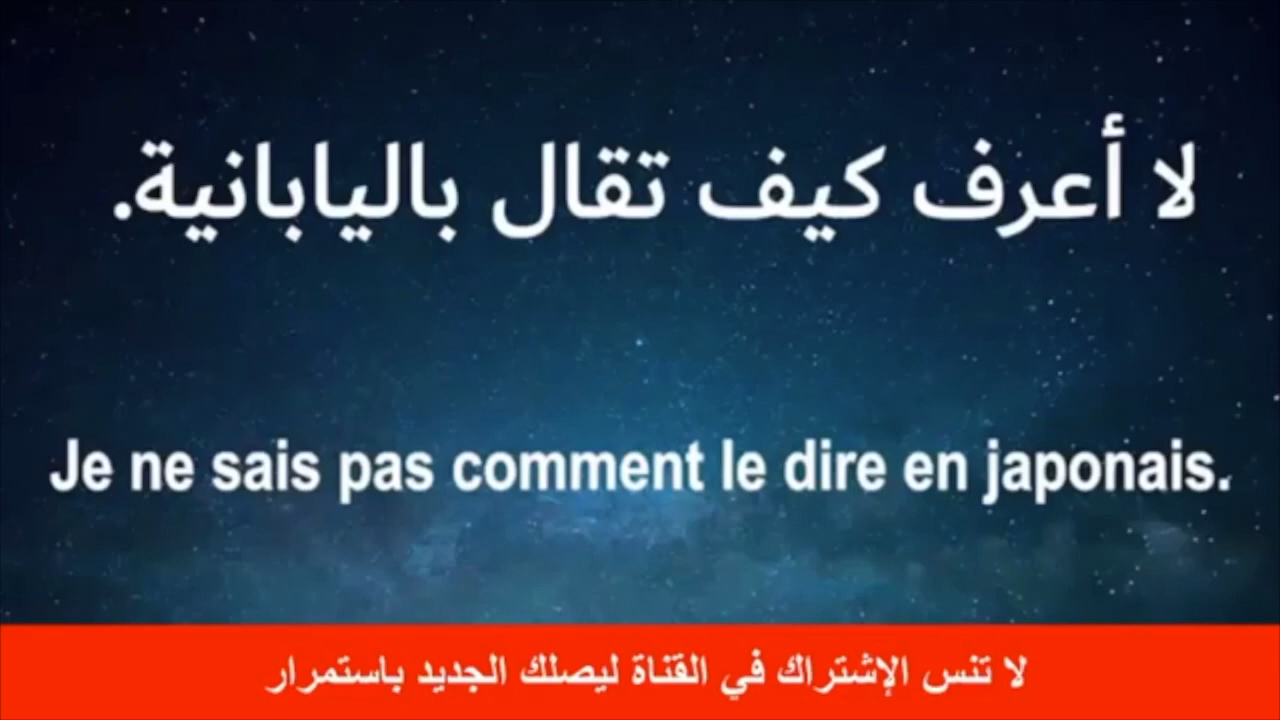 لا أعرف كيف تقال باليابانية.
Je ne sais pas comment le dire en japonais.
لا تنس الإشتراك في القناة ليصلك الجديد باستمرار